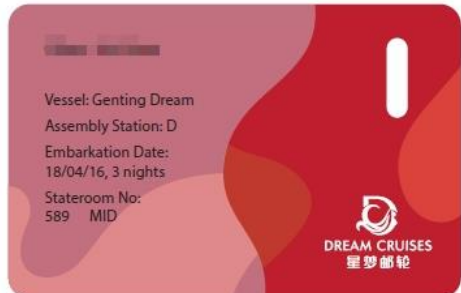 Vessel: Genting Dream
Assembly Station: D
Embarkation Date:
18/04/16, 3 nights
Stateroom No:
589 MID
DREAM CRUISES
星梦邮轮